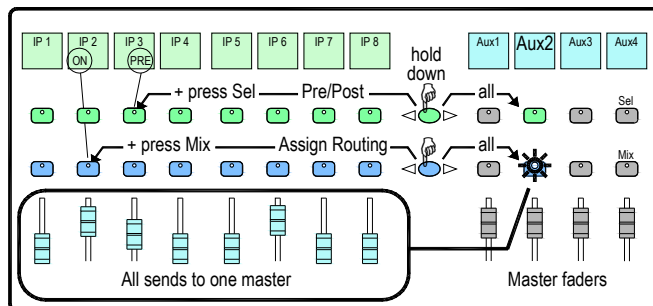 IP 1 IP 2 IP 3 IP 4 IP 5 IP 6 IP 7 IP 8 Aux1 Aux2 Aux3 Aux4
ON PRE
hold
down
+ press Sel Pre/Post all Sel
+ press Mix Assign Routing all Mix
All sends to one master Master faders